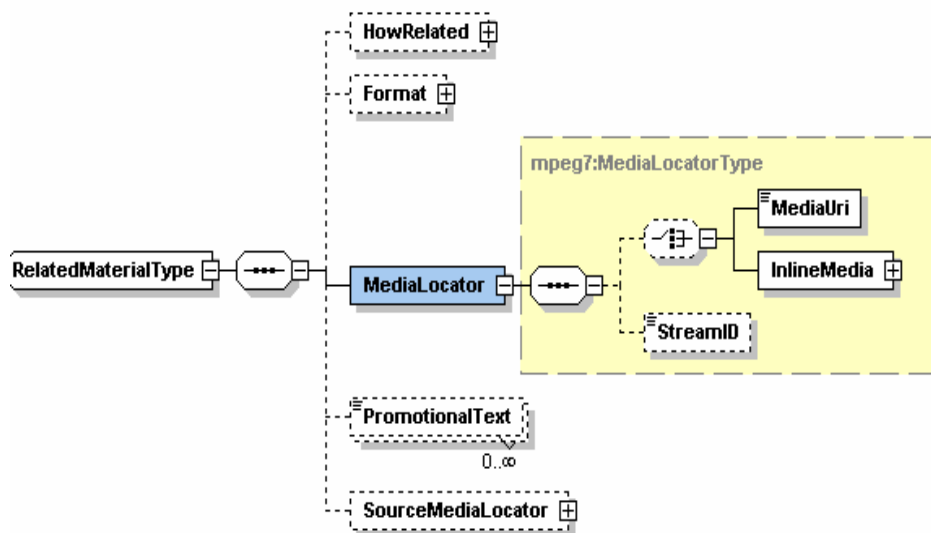 HowRelated
Format
mpeg7:MediaLocatorType
MediaUri
RelatedMaterialType
MediaLocator
InlineMedia
StreamID
PromotionalText
0..∞
SourceMediaLocator